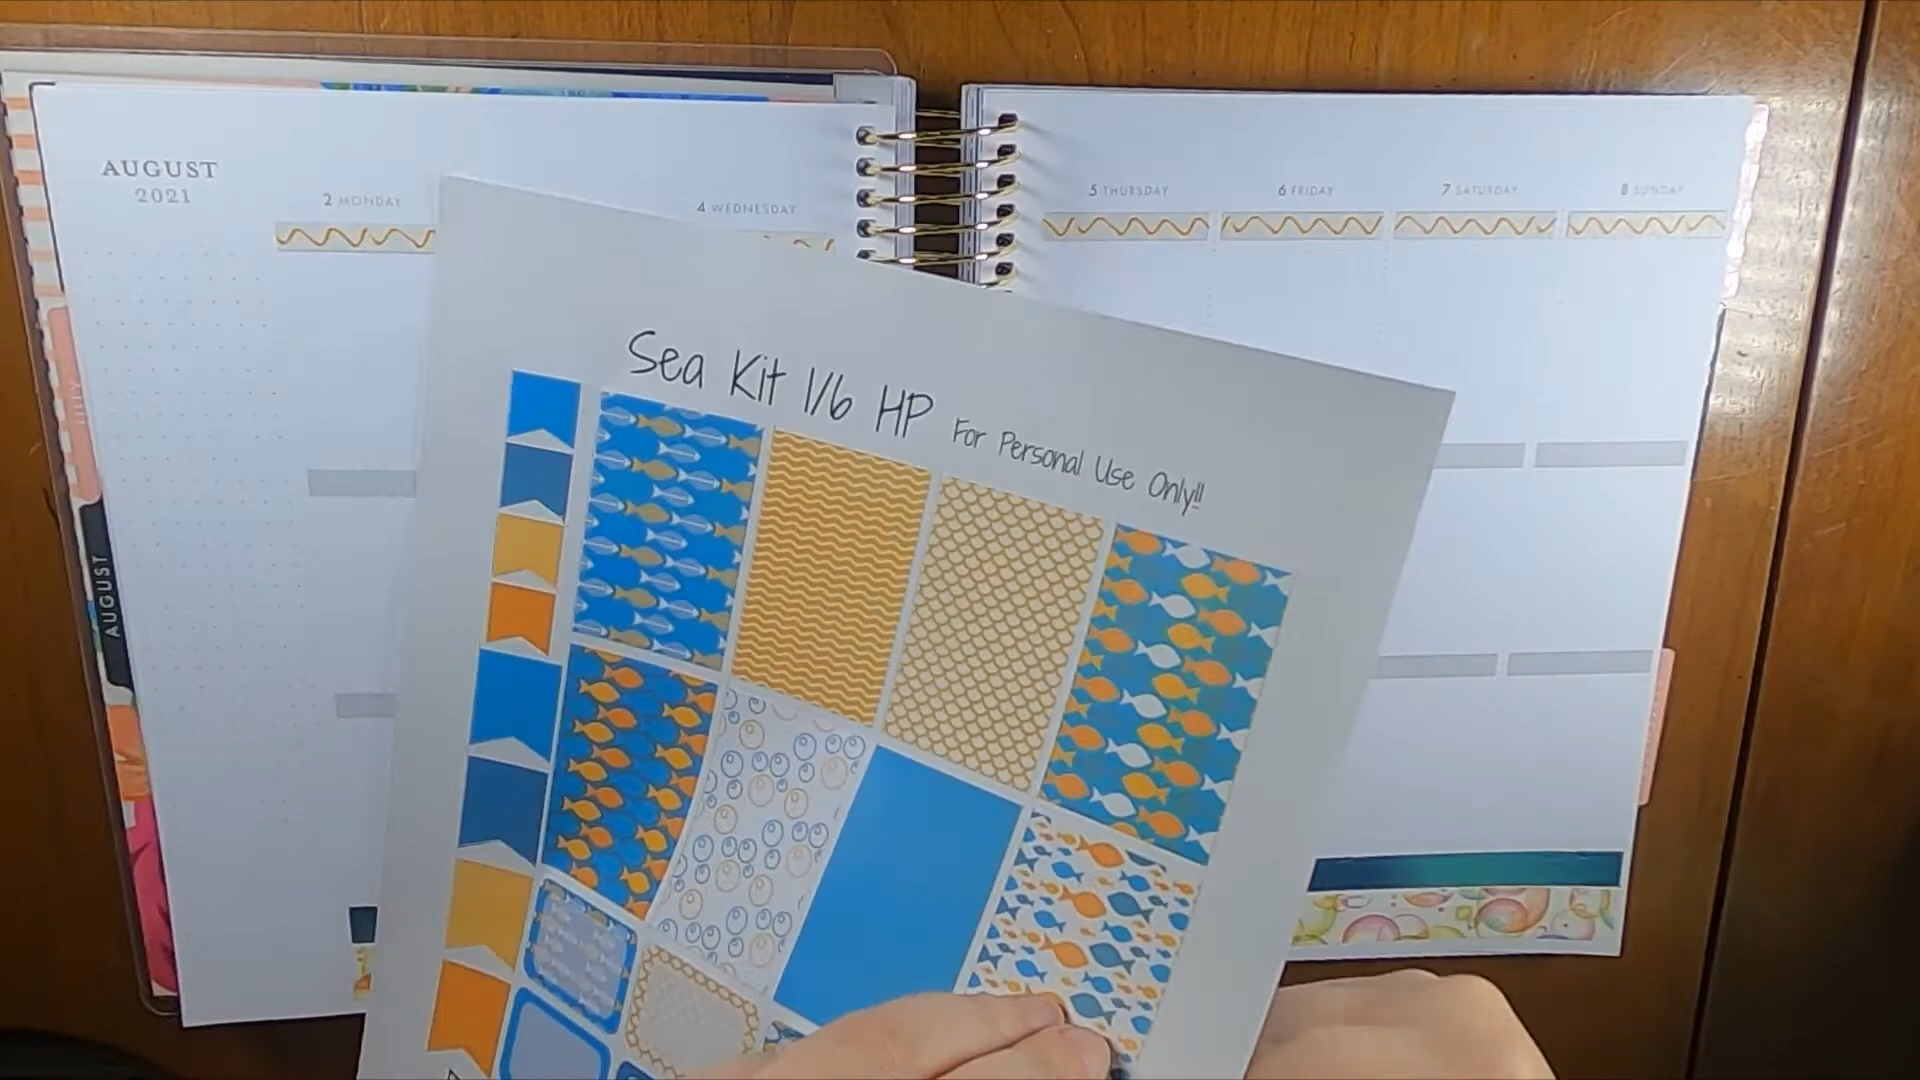 AUGUST
2021
2 MONDAY
4 WEDNESDAY
5 THURSDAY
6 FRIDAY
7 SATURDAY
8 SUNDAY
Sea Kit 1/6 HP For Personal Use Only!!
AUGUST